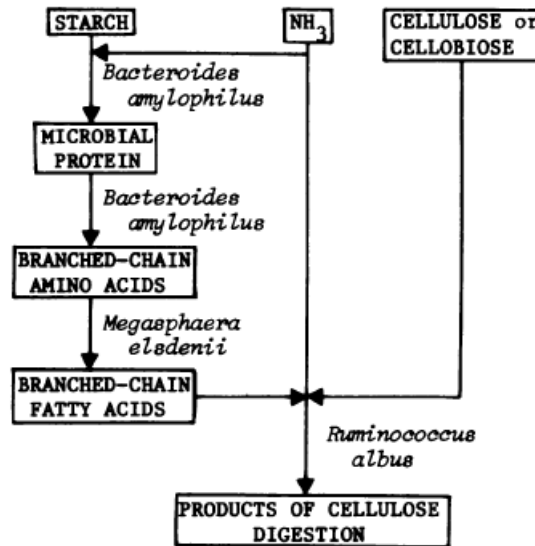 STARCH
NH3
CELLULOSE or
CELLOBIOSE
Bacteroides
amylophilus
MICROBIAL
PROTEIN
Bacteroides
amylophilus
BRANCHED-CHAIN
AMINO ACIDS
Megasphaera
elsdenii
BRANCHED-CHAIN
FATTY ACIDS
Ruminococcus
albus
PRODUCTS OF CELLULOSE
DIGESTION